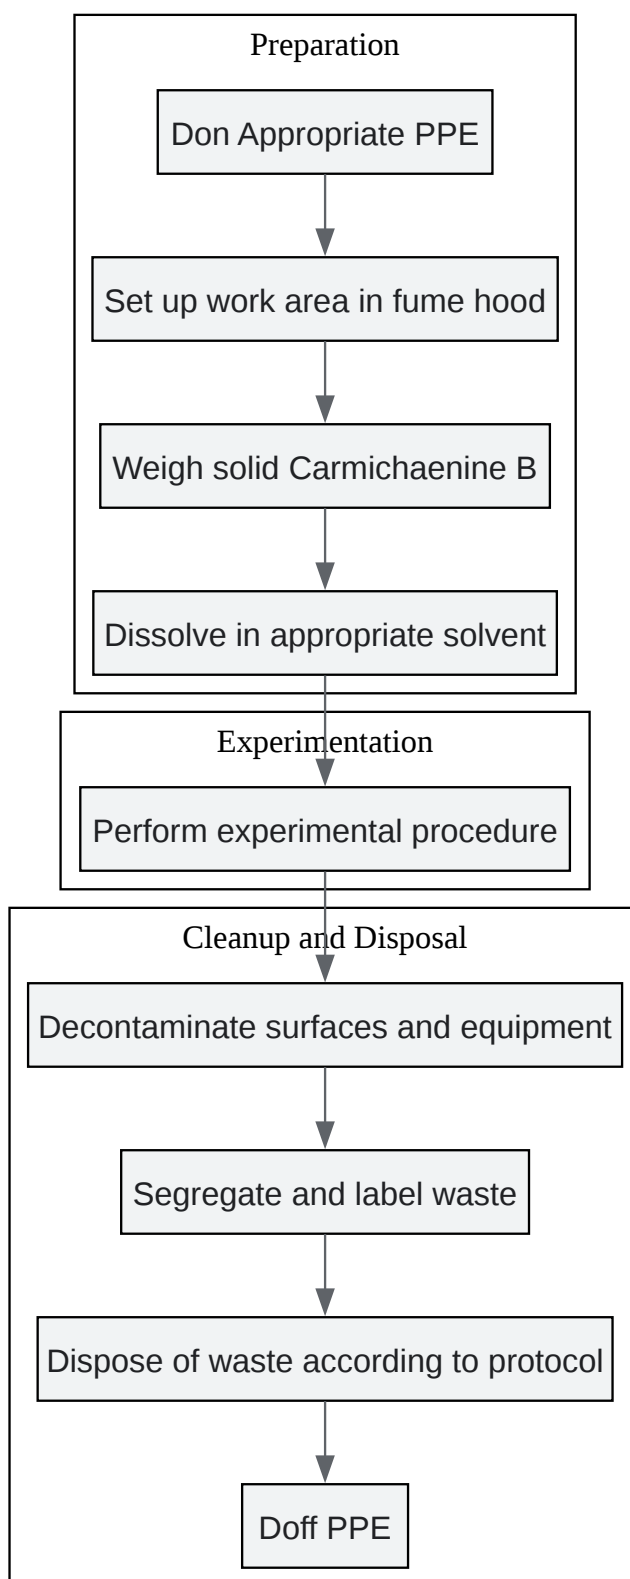 Preparation
Don Appropriate PPE
Set up work area in fume hood
Weigh solid Carmichaenine B
Dissolve in appropriate solvent
Experimentation
Perform experimental procedure
Cleanup and Disposal
Decontaminate surfaces and equipment
Segregate and label waste
Dispose of waste according to protocol
Doff PPE